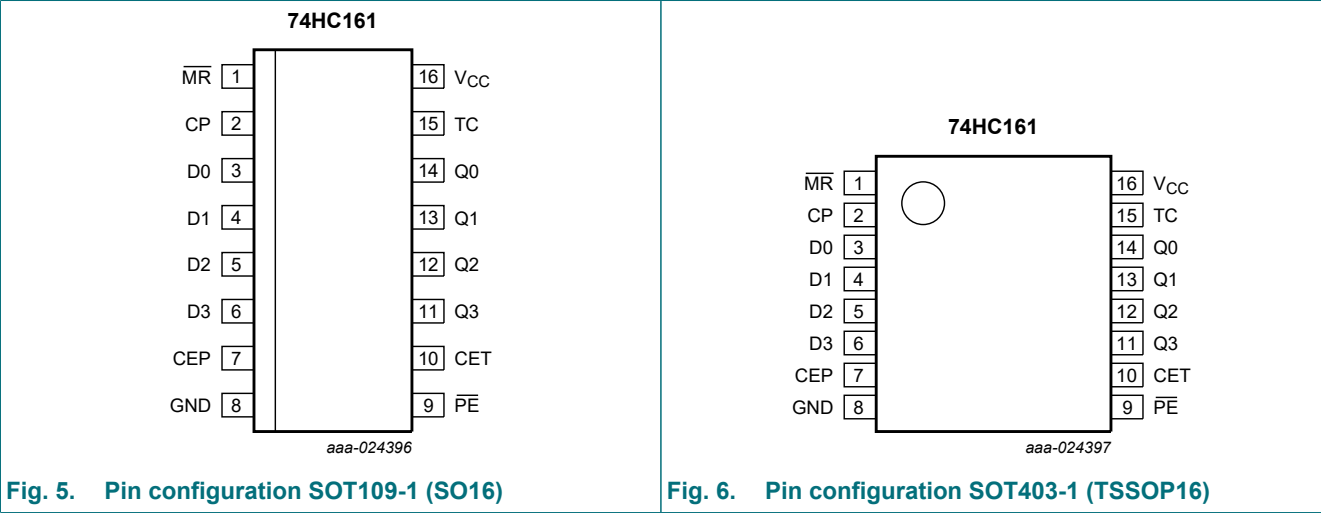 74HC161
MR 1 16 VCC
CP 2 15 TC
D0 3 14 Q0
D1 4 13 Q1
D2 5 12 Q2
D3 6 11 Q3
CEP 7 10 CET
GND 8 9 PE
aaa-024396
Fig. 5. Pin configuration SOT109-1 (SO16)
74HC161
MR 1 16 VCC
CP 2 15 TC
D0 3 14 Q0
D1 4 13 Q1
D2 5 12 Q2
D3 6 11 Q3
CEP 7 10 CET
GND 8 9 PE
aaa-024397
Fig. 6. Pin configuration SOT403-1 (TSSOP16)